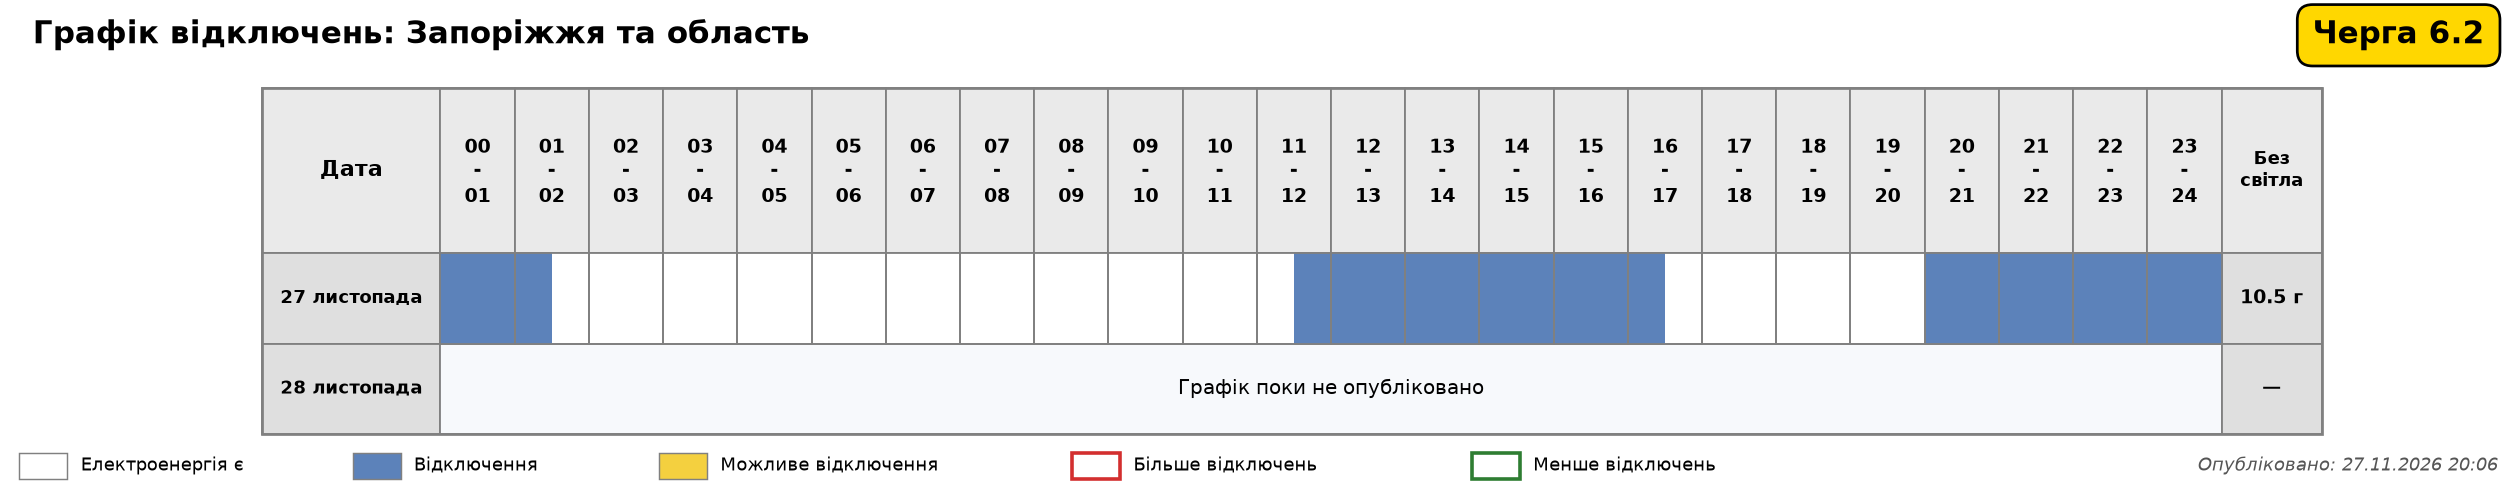 Графік відключень: Запоріжжя та область
Черга 6.2
Дата
00 - 01
01 - 02
02 - 03
03 - 04
04 - 05
05 - 06
06 - 07
07 - 08
08 - 09
09 - 10
10 - 11
11 - 12
12 - 13
13 - 14
14 - 15
15 - 16
16 - 17
17 - 18
18 - 19
19 - 20
20 - 21
21 - 22
22 - 23
23 - 24
Без
світла
27 листопада
10.5 г
28 листопада
Графік поки не опубліковано
—
Електроенергія є
Відключення
Можливе відключення
Більше відключень
Менше відключень
Опубліковано: 27.11.2026 20:06